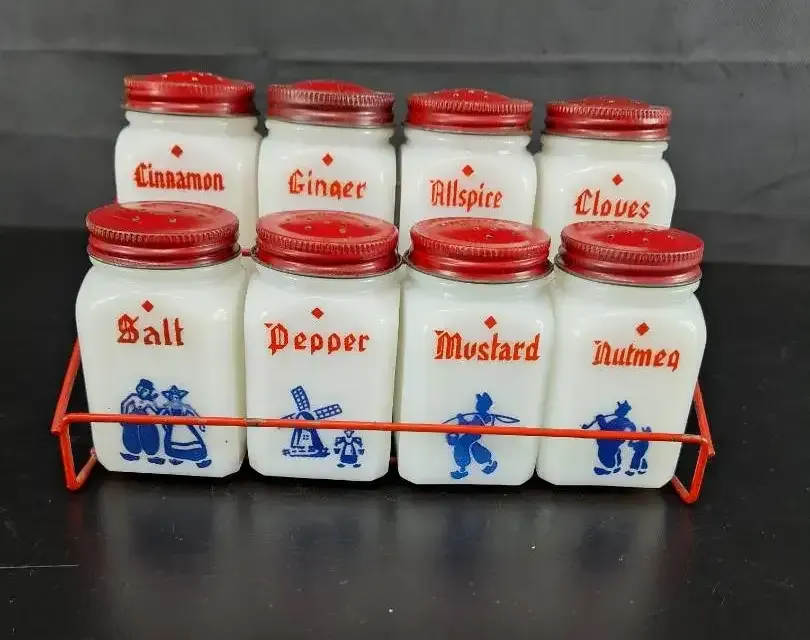 Cinnamon
Ginger
Allspice
Cloves
Salt
Pepper
Mustard
Nutmeg